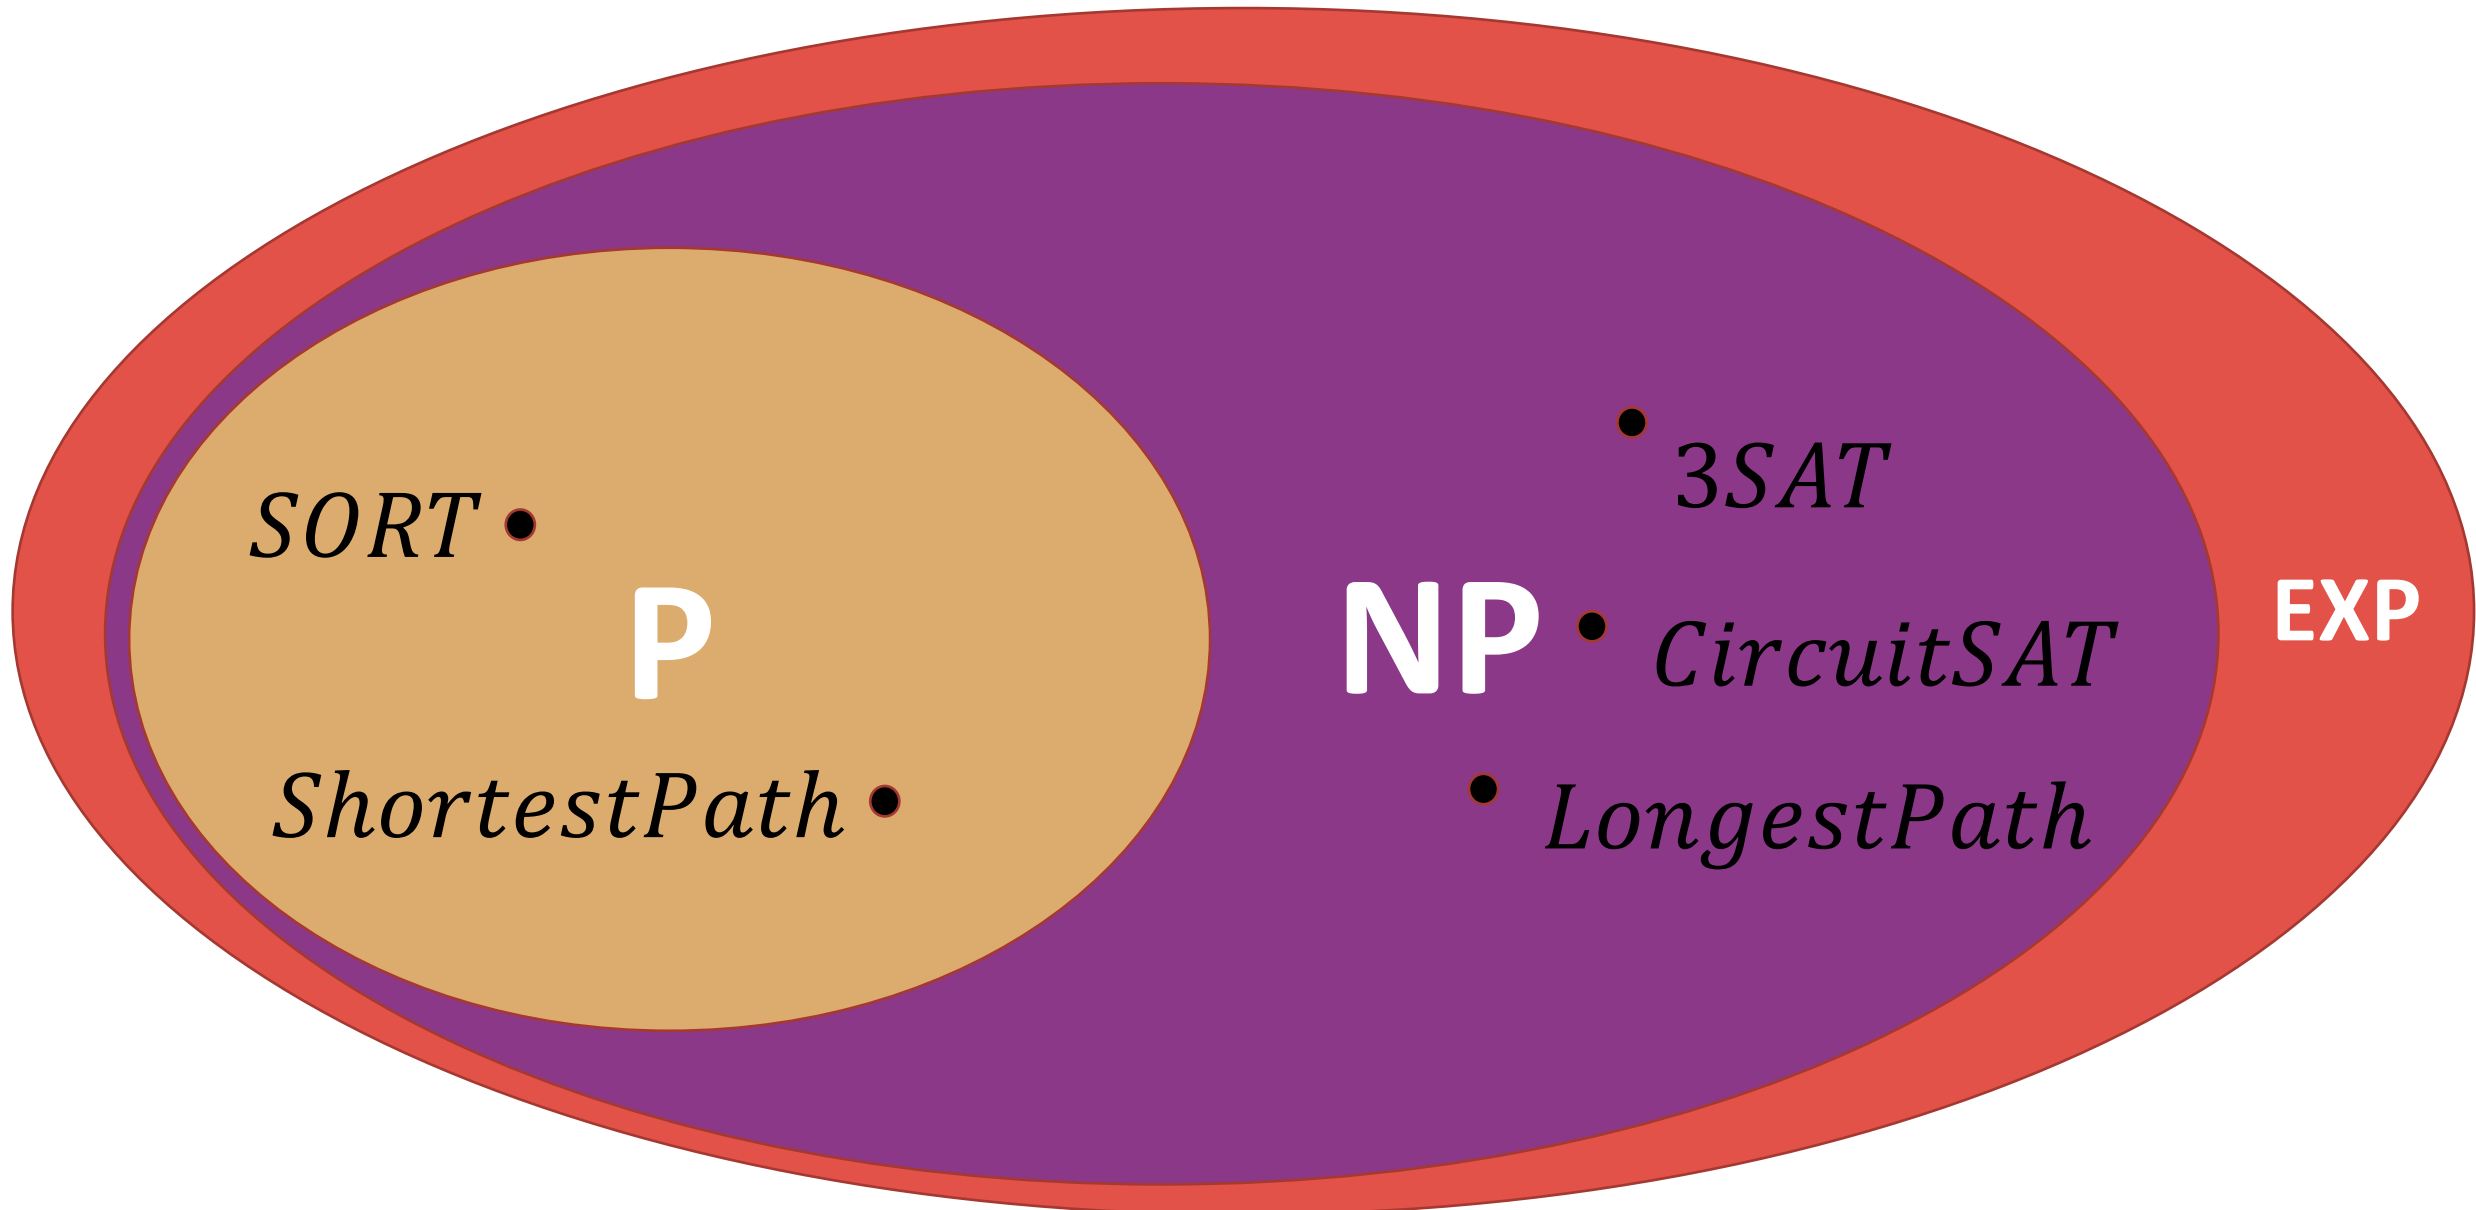 SORT
P
ShortestPath
3SAT
NP
CircuitSAT
LongestPath
EXP